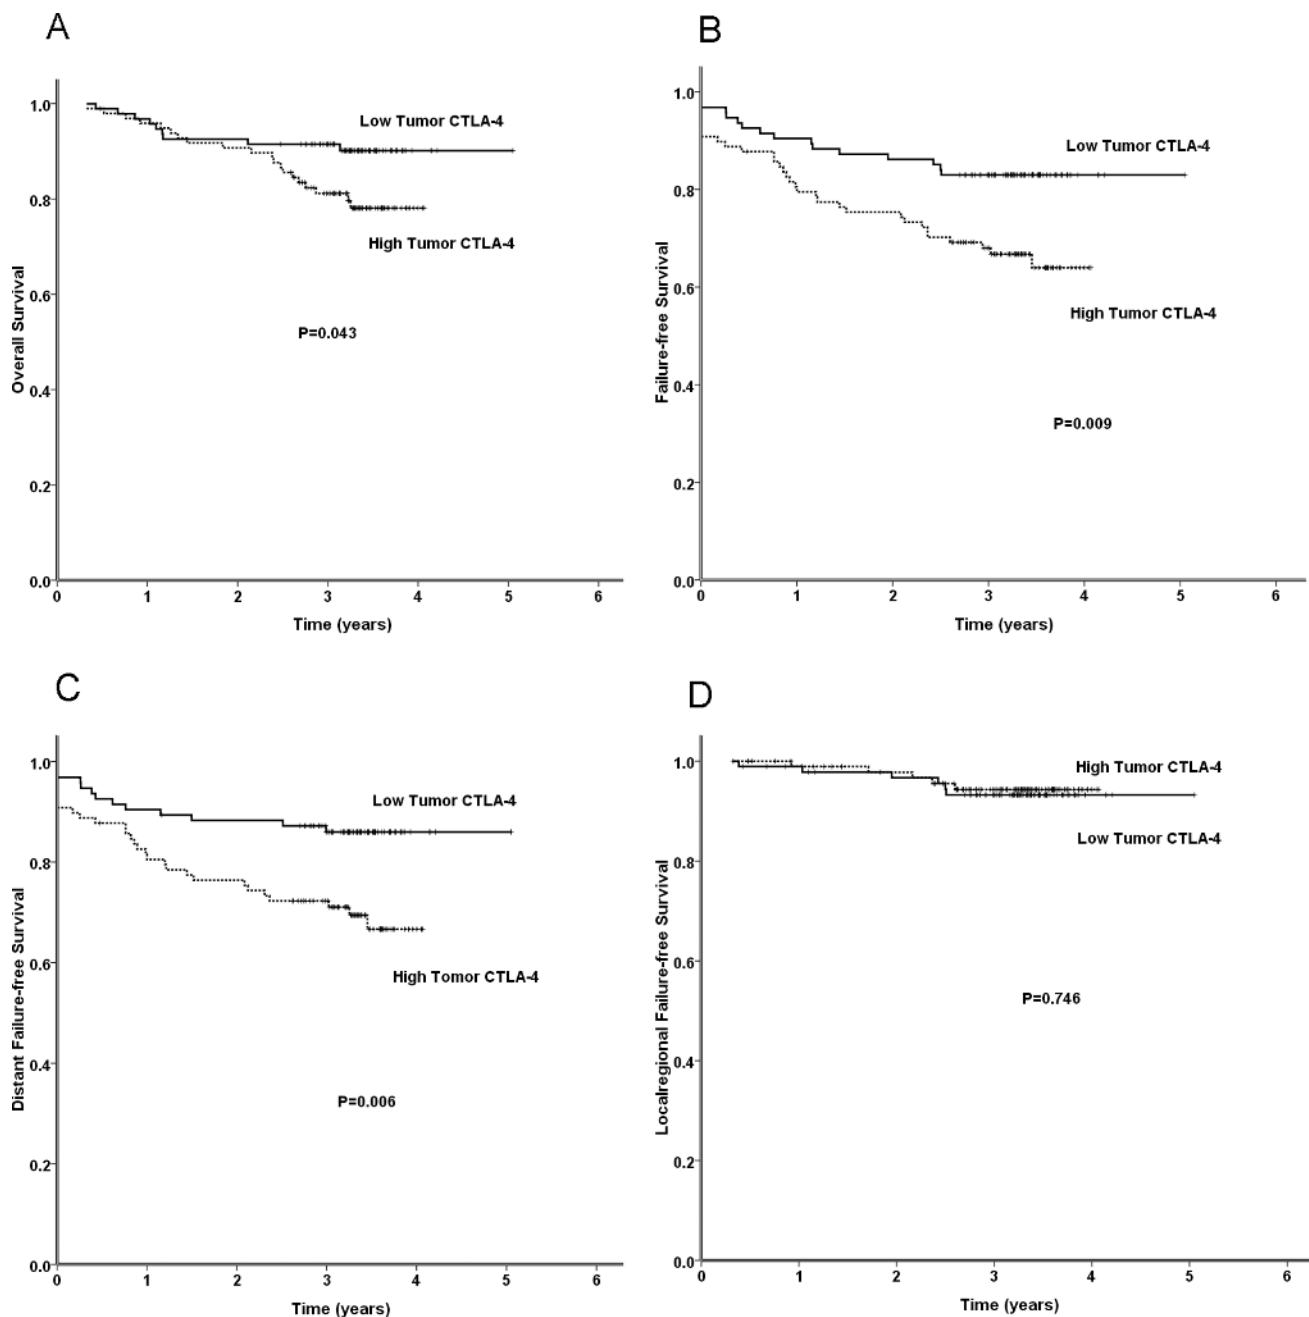 A
Overall Survival
1.0
0.8
0.6
0.4
0.2
0.0
Low Tumor CTLA-4
High Tumor CTLA-4
P=0.043
0 1 2 3 4 5 6
Time (years)
B
Failure-free Survival
1.0
0.8
0.6
0.4
0.2
0.0
Low Tumor CTLA-4
High Tumor CTLA-4
P=0.009
0 1 2 3 4 5 6
Time (years)
C
Distant Failure-free Survival
1.0
0.8
0.6
0.4
0.2
0.0
Low Tumor CTLA-4
High Tomor CTLA-4
P=0.006
0 1 2 3 4 5 6
Time (years)
D
Localregional Failure-free Survival
1.0
0.8
0.6
0.4
0.2
0.0
High Tumor CTLA-4
Low Tumor CTLA-4
P=0.746
0 1 2 3 4 5 6
Time (years)